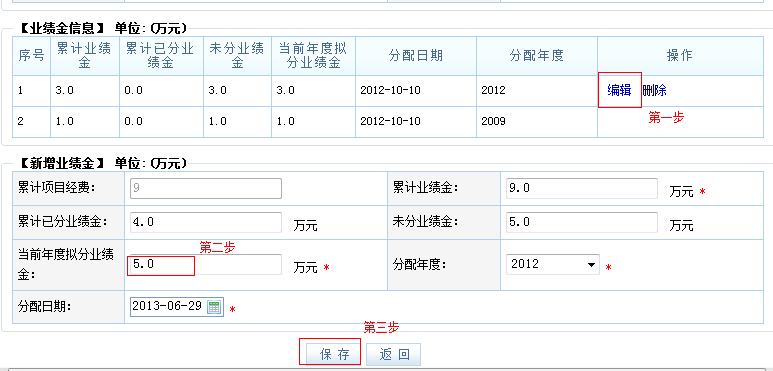 【业绩金信息】 单位:(万元)
序号 累计业绩金 累计已分业绩金 未分业绩金 当前年度拟分业绩金 分配日期 分配年度 操作
1 3.0 0.0 3.0 3.0 2012-10-10 2012 编辑 删除
第一步
2 1.0 0.0 1.0 1.0 2012-10-10 2009
【新增业绩金】 单位:(万元)
累计项目经费: 9 累计业绩金: 9.0 万元 *
累计已分业绩金: 4.0 万元 未分业绩金: 5.0 万元
第二步
当前年度拟分业绩金: 5.0 万元 * 分配年度: 2012 *
分配日期: 2013-06-29 *
第三步
保 存 返 回